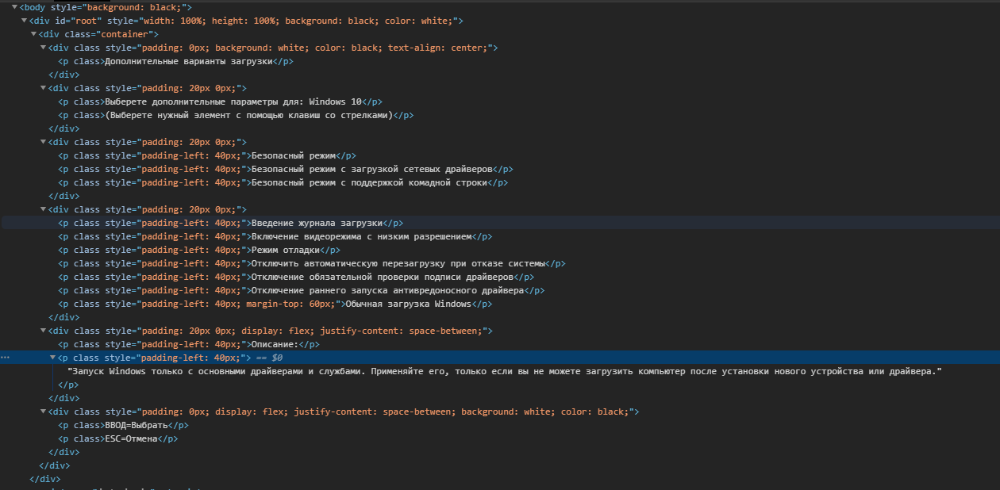 <body style="background: black;">
<div id="root" style="width: 100%; height: 100%; background: black; color: white;">
<div class="container">
<div class style="padding: 0px; background: white; color: black; text-align: center;">
<p class>Дополнительные варианты загрузки</p>
</div>
<div class style="padding: 20px 0px;">
<p class>Выберете дополнительные параметры для: Windows 10</p>
<p class>(Выберете нужный элемент с помощью клавиш со стрелками)</p>
</div>
<div class style="padding: 20px 0px;">
<p class style="padding-left: 40px;">Безопасный режим</p>
<p class style="padding-left: 40px;">Безопасный режим с загрузкой сетевых драйверов</p>
<p class style="padding-left: 40px;">Безопасный режим с поддержкой комадной строки</p>
</div>
<div class style="padding: 20px 0px;">
<p class style="padding-left: 40px;">Введение журнала загрузки</p>
<p class style="padding-left: 40px;">Включение видеорежима с низким разрешением</p>
<p class style="padding-left: 40px;">Режим отладки</p>
<p class style="padding-left: 40px;">Отключить автоматическую перезагрузку при отказе системы</p>
<p class style="padding-left: 40px;">Отключение обязательной проверки подписи драйверов</p>
<p class style="padding-left: 40px;">Отключение раннего запуска антивредоносного драйвера</p>
<p class style="padding-left: 40px; margin-top: 60px;">Обычная загрузка Windows</p>
</div>
<div class style="padding: 20px 0px; display: flex; justify-content: space-between;">
<p class style="padding-left: 40px;">Описание:</p>
<p class style="padding-left: 40px;"> == $0
"Запуск Windows только с основными драйверами и службами. Применяйте его, только если вы не можете загрузить компьютер после установки нового устройства или драйвера."
</p>
</div>
<div class style="padding: 0px; display: flex; justify-content: space-between; background: white; color: black;">
<p class>ВВОД=Выбрать</p>
<p class>ESC=Отмена</p>
</div>
</div>
</div>